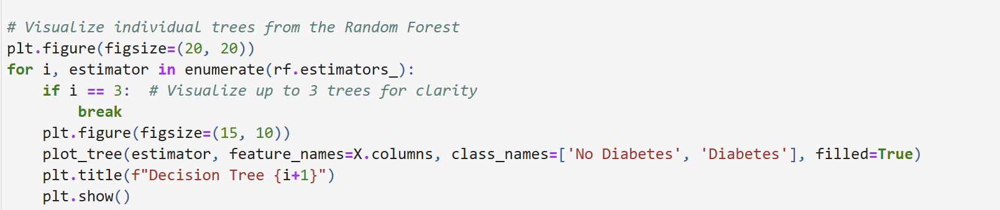 # Visualize individual trees from the Random Forest
plt.figure(figsize=(20, 20))
for i, estimator in enumerate(rf.estimators_):
    if i == 3:  # Visualize up to 3 trees for clarity
        break
    plt.figure(figsize=(15, 10))
    plot_tree(estimator, feature_names=X.columns, class_names=['No Diabetes', 'Diabetes'], filled=True)
    plt.title(f"Decision Tree {i+1}")
    plt.show()